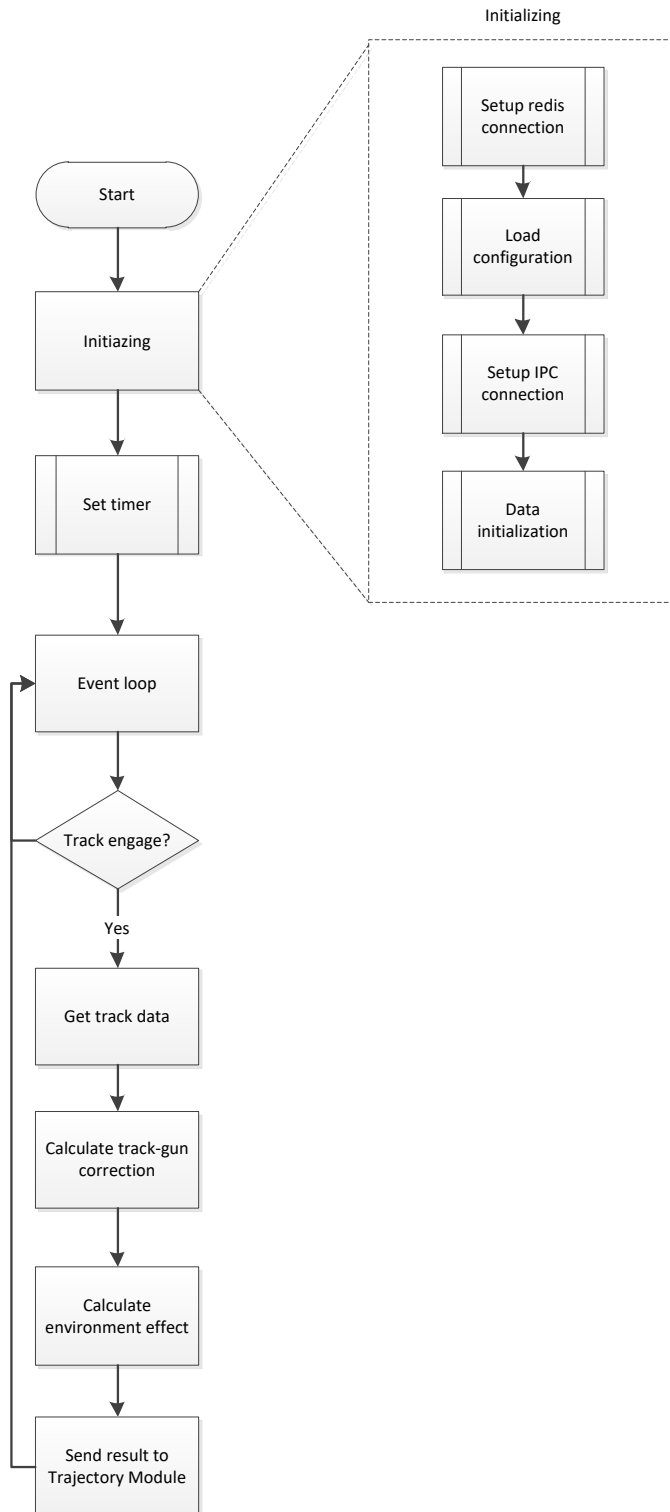 Initializing
Setup redis
connection
Load
configuration
Setup IPC
connection
Data
initialization
Start
Initiazing
Set timer
Event loop
Track engage?
Yes
Get track data
Calculate track-gun
correction
Calculate
environment effect
Send result to
Trajectory Module